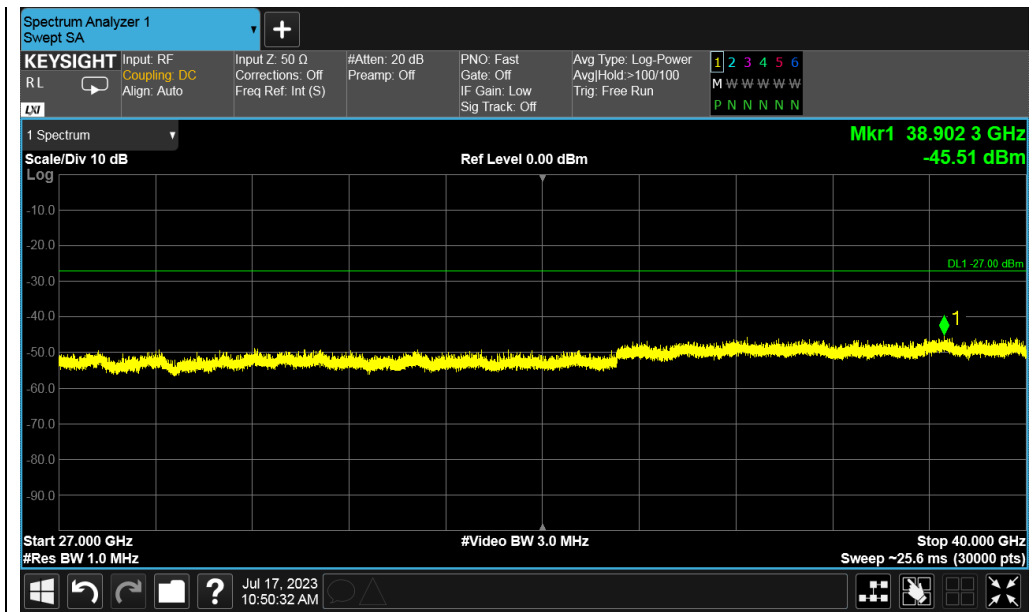 Spectrum Analyzer 1
Swept SA
+
KEYSIGHT
RL
LXI
Input: RF
Coupling: DC
Align: Auto
Input Z: 50 Ω
Corrections: Off
Freq Ref: Int (S)
#Atten: 20 dB
Preamp: Off
PNO: Fast
Gate: Off
IF Gain: Low
Sig Track: Off
Avg Type: Log-Power
Avg|Hold:>100/100
Trig: Free Run
1 2 3 4 5 6
M W W W W W
P N N N N N
1 Spectrum
Mkr1 38.902 3 GHz
Scale/Div 10 dB
Ref Level 0.00 dBm
-45.51 dBm
Log
-10.0
-20.0
DL1 -27.00 dBm
-30.0
-40.0
1
-50.0
-60.0
-70.0
-80.0
-90.0
Start 27.000 GHz
#Video BW 3.0 MHz
Stop 40.000 GHz
#Res BW 1.0 MHz
Sweep ~25.6 ms (30000 pts)
?
Jul 17, 2023
10:50:32 AM